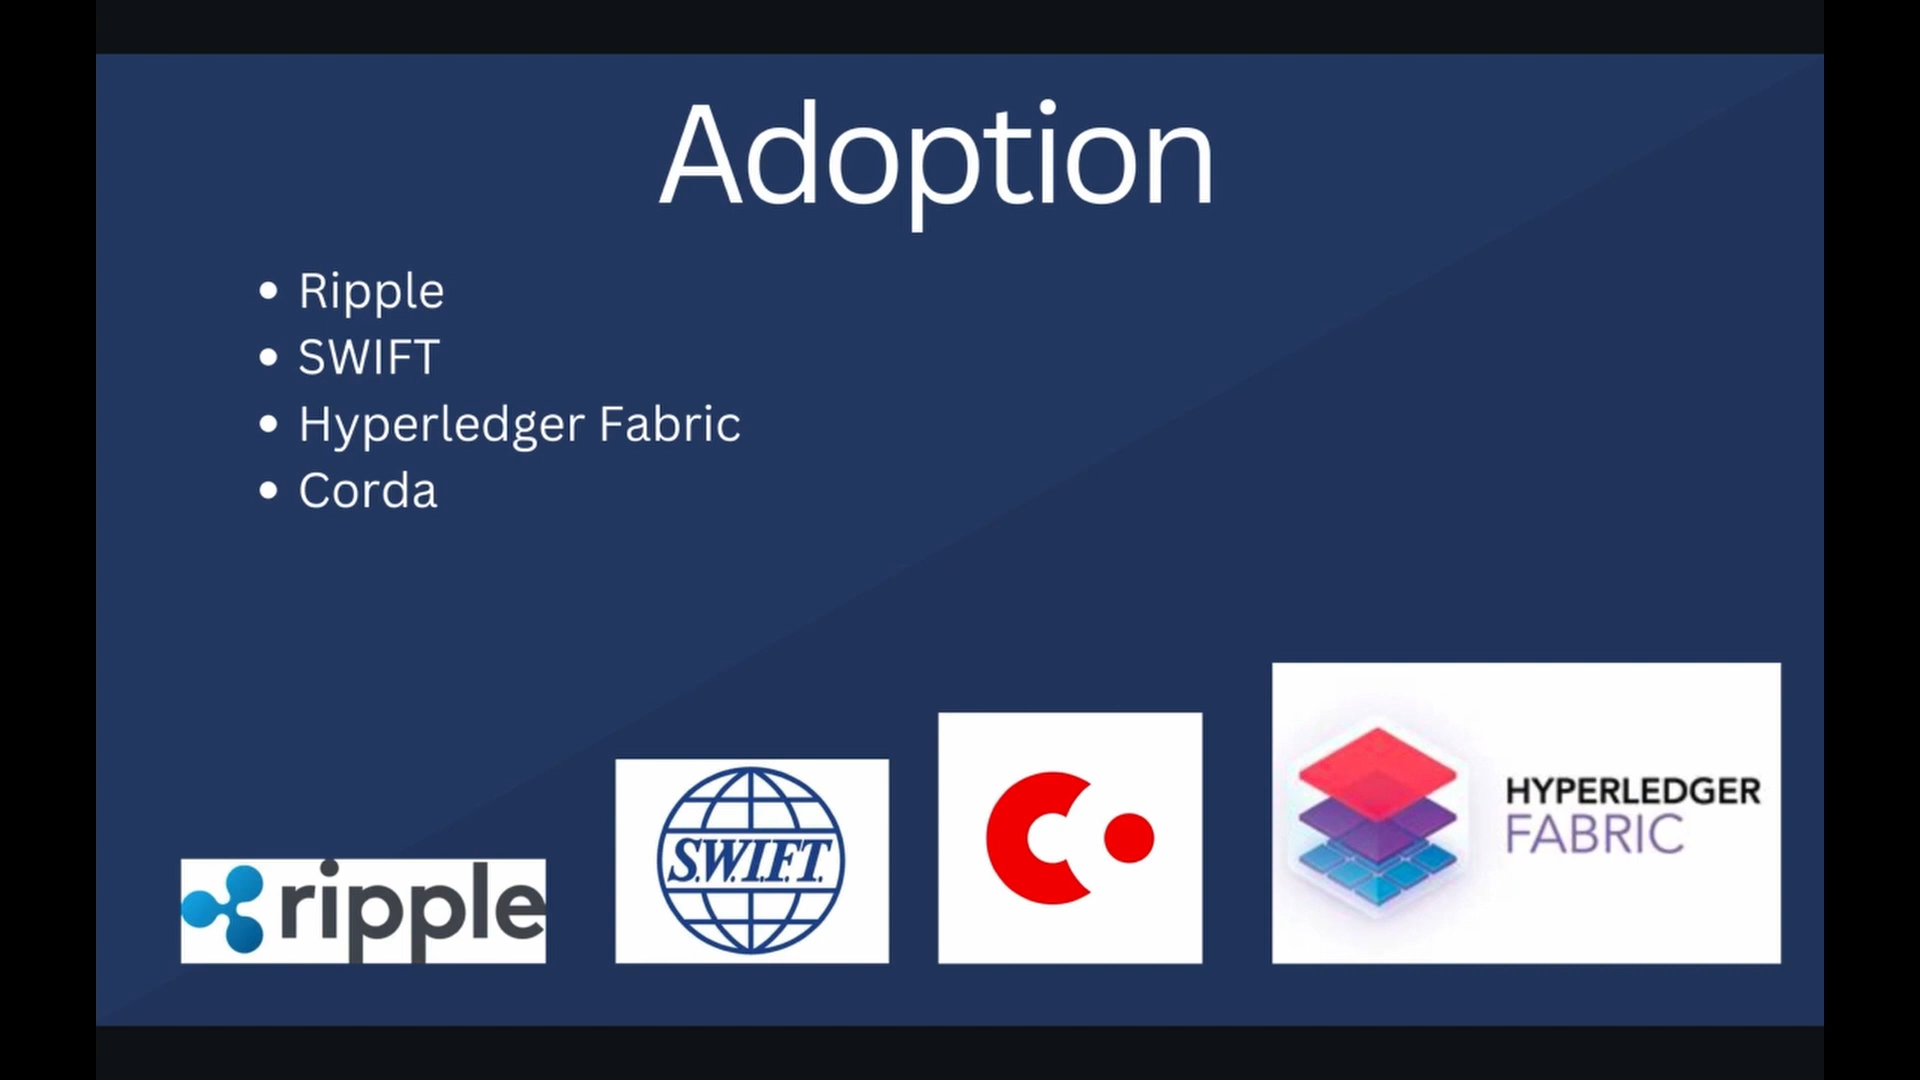 Adoption
• Ripple
• SWIFT
• Hyperledger Fabric
• Corda
ripple
S.W.I.F.T.
HYPERLEDGER
FABRIC